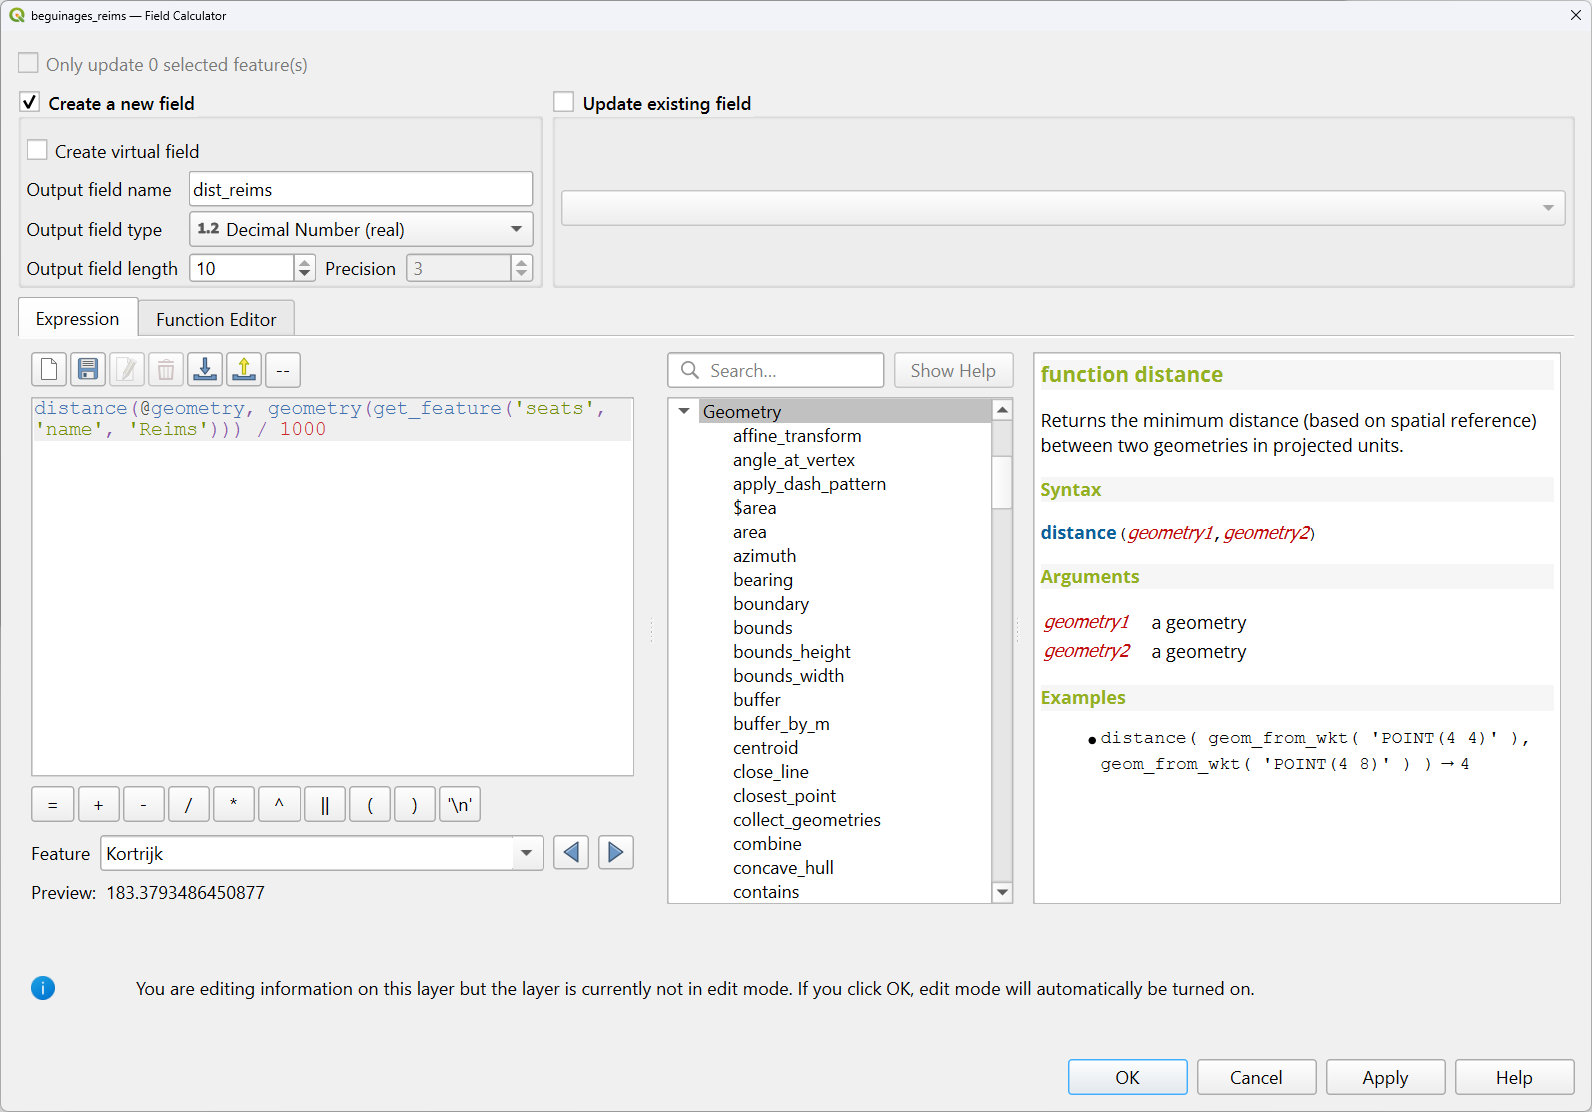 beguinages_reims — Field Calculator
Only update 0 selected feature(s)
Create a new field
Update existing field
Create virtual field
Output field name dist_reims
Output field type 1.2 Decimal Number (real)
Output field length 10 Precision 3
Expression Function Editor
--
Search... Show Help
distance(@geometry, geometry(get_feature('seats',
'name', 'Reims'))) / 1000
= + - / * ^ || ( ) '\n'
Feature Kortrijk
Preview: 183.3793486450877
Geometry
affine_transform
angle_at_vertex
apply_dash_pattern
$area
area
azimuth
bearing
boundary
bounds
bounds_height
bounds_width
buffer
buffer_by_m
centroid
close_line
closest_point
collect_geometries
combine
concave_hull
contains
function distance
Returns the minimum distance (based on spatial reference)
between two geometries in projected units.
Syntax
distance(geometry1,geometry2)
Arguments
geometry1 a geometry
geometry2 a geometry
Examples
• distance( geom_from_wkt( 'POINT(4 4)' ),
geom_from_wkt( 'POINT(4 8)' ) ) → 4
You are editing information on this layer but the layer is currently not in edit mode. If you click OK, edit mode will automatically be turned on.
OK Cancel Apply Help